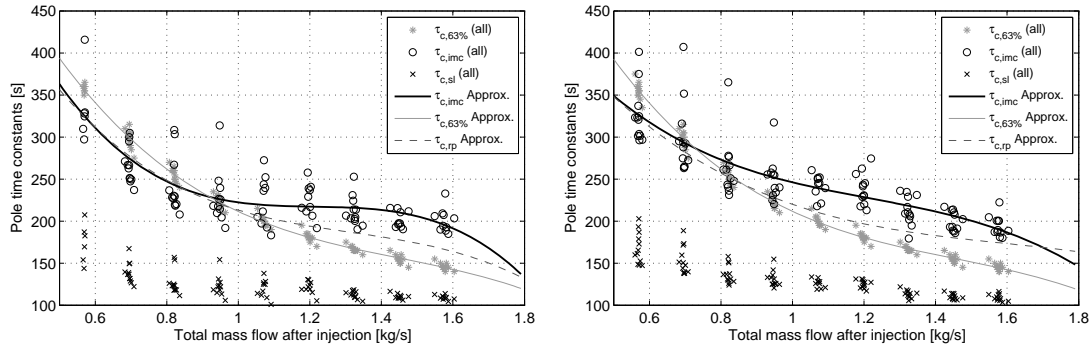 450
400
350
300
250
200
150
100
Pole time constants [s]
0.6 0.8 1 1.2 1.4 1.6 1.8
Total mass flow after injection [kg/s]
τc,63% (all)
τc,imc (all)
τc,sl (all)
τc,imc Approx.
τc,63% Approx.
τc,rp Approx.
450
400
350
300
250
200
150
100
Pole time constants [s]
0.6 0.8 1 1.2 1.4 1.6 1.8
Total mass flow after injection [kg/s]
τc,63% (all)
τc,imc (all)
τc,sl (all)
τc,imc Approx.
τc,63% Approx.
τc,rp Approx.